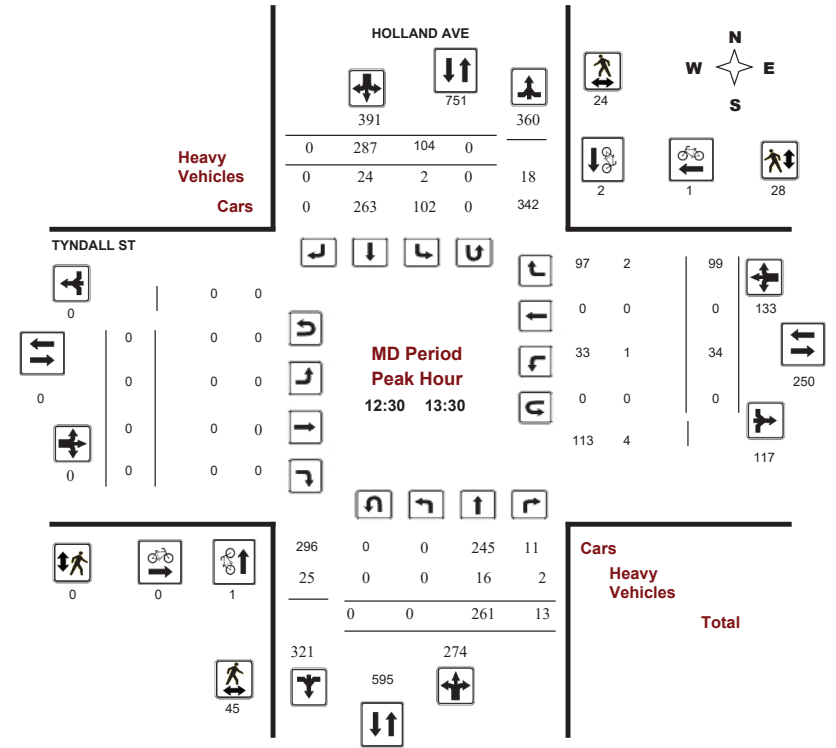 HOLLAND AVE
N
W E
S
751
24
391 360
0 287 104 0
Heavy
Vehicles
0 24 2 0 18
Cars
0 263 102 0 342
2 1 28
TYNDALL ST
0
0 0
97 2 99
133
0 0 0
0 0 0
MD Period
Peak Hour
12:30 13:30
0
0 0 0
33 1 34
250
0 0 0
0 0 0
0
0 0 0
113 4
117
296 0 0 245 11
Cars
25 0 0 16 2
Heavy
Vehicles
0 0 1
0 0 261 13
Total
321 274
595
45